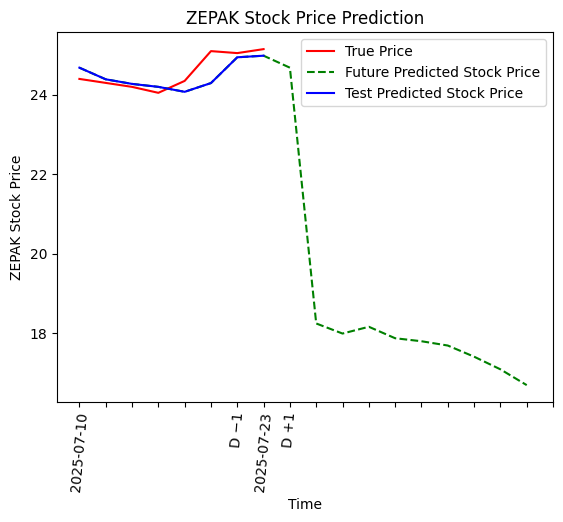 ZEPAK Stock Price Prediction
True Price
Future Predicted Stock Price
Test Predicted Stock Price
ZEPAK Stock Price
24
22
20
18
2025-07-10
D −1
2025-07-23
D +1
Time